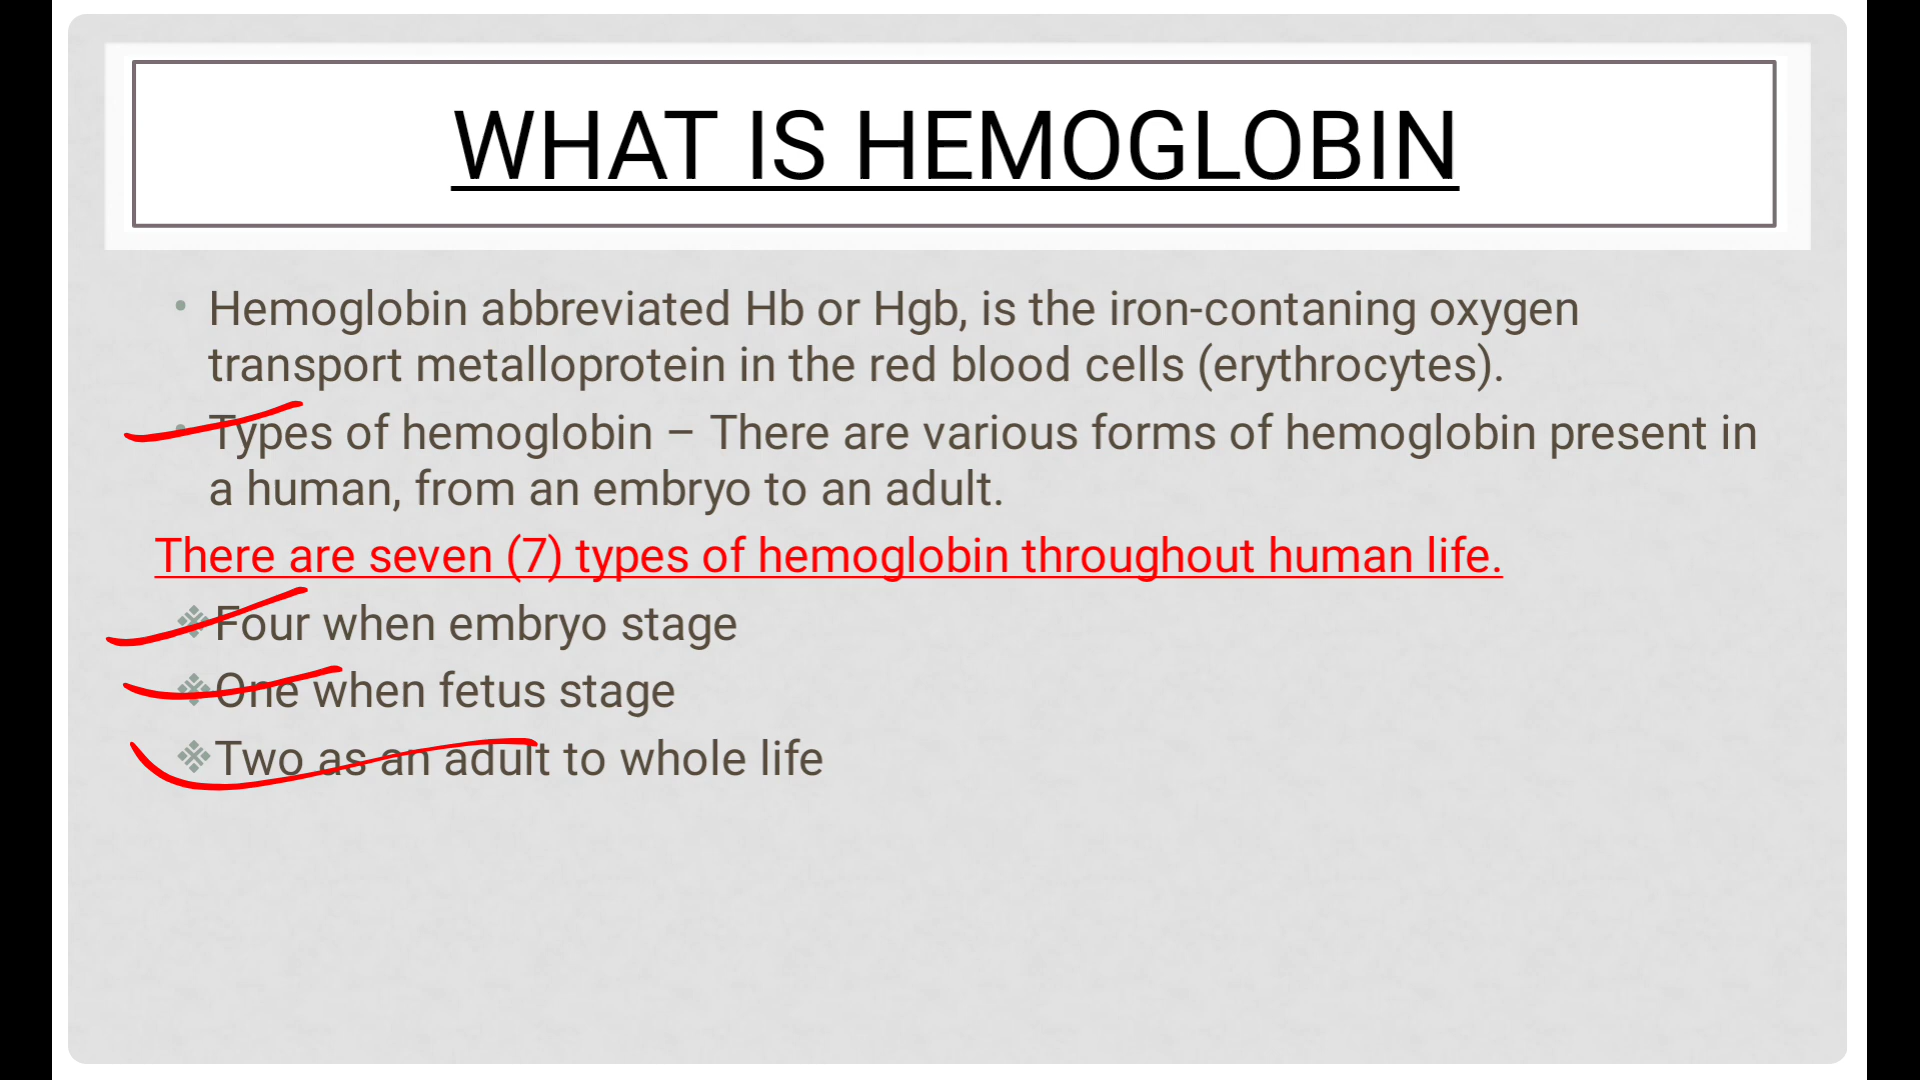 WHAT IS HEMOGLOBIN
• Hemoglobin abbreviated Hb or Hgb, is the iron-contaning oxygen
transport metalloprotein in the red blood cells (erythrocytes).
• Types of hemoglobin – There are various forms of hemoglobin present in
a human, from an embryo to an adult.
There are seven (7) types of hemoglobin throughout human life.
❖Four when embryo stage
❖One when fetus stage
❖Two as an adult to whole life